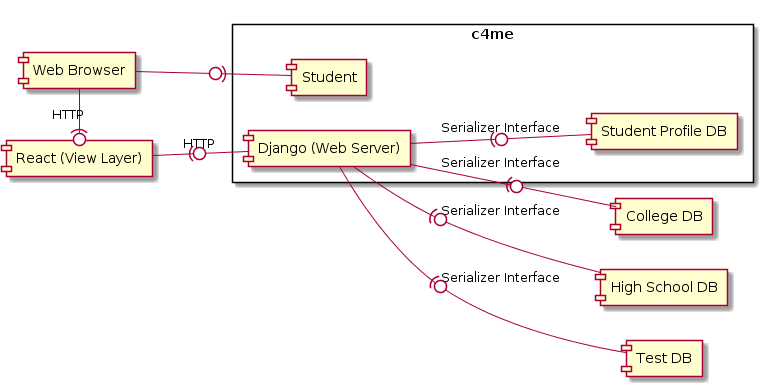 c4me
Web Browser
Student
HTTP
React (View Layer)
HTTP
Django (Web Server)
Serializer Interface
Student Profile DB
Serializer Interface
College DB
Serializer Interface
High School DB
Serializer Interface
Test DB